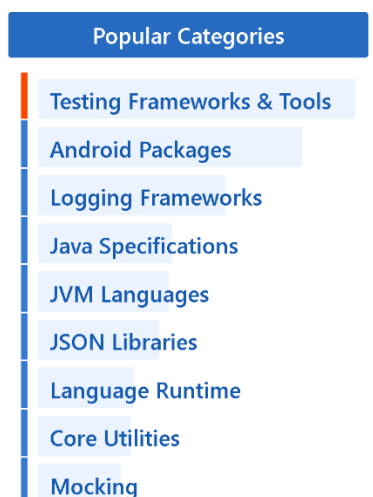 Popular Categories
Testing Frameworks & Tools
Android Packages
Logging Frameworks
Java Specifications
JVM Languages
JSON Libraries
Language Runtime
Core Utilities
Mocking